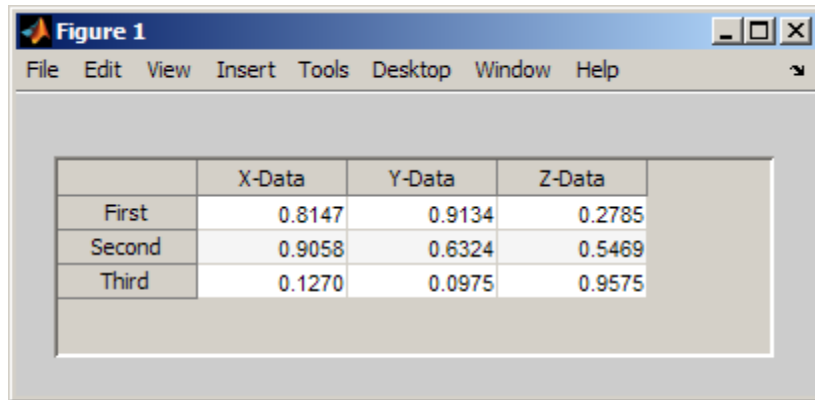 Figure 1
File Edit View Insert Tools Desktop Window Help
X-Data Y-Data Z-Data
First 0.8147 0.9134 0.2785
Second 0.9058 0.6324 0.5469
Third 0.1270 0.0975 0.9575